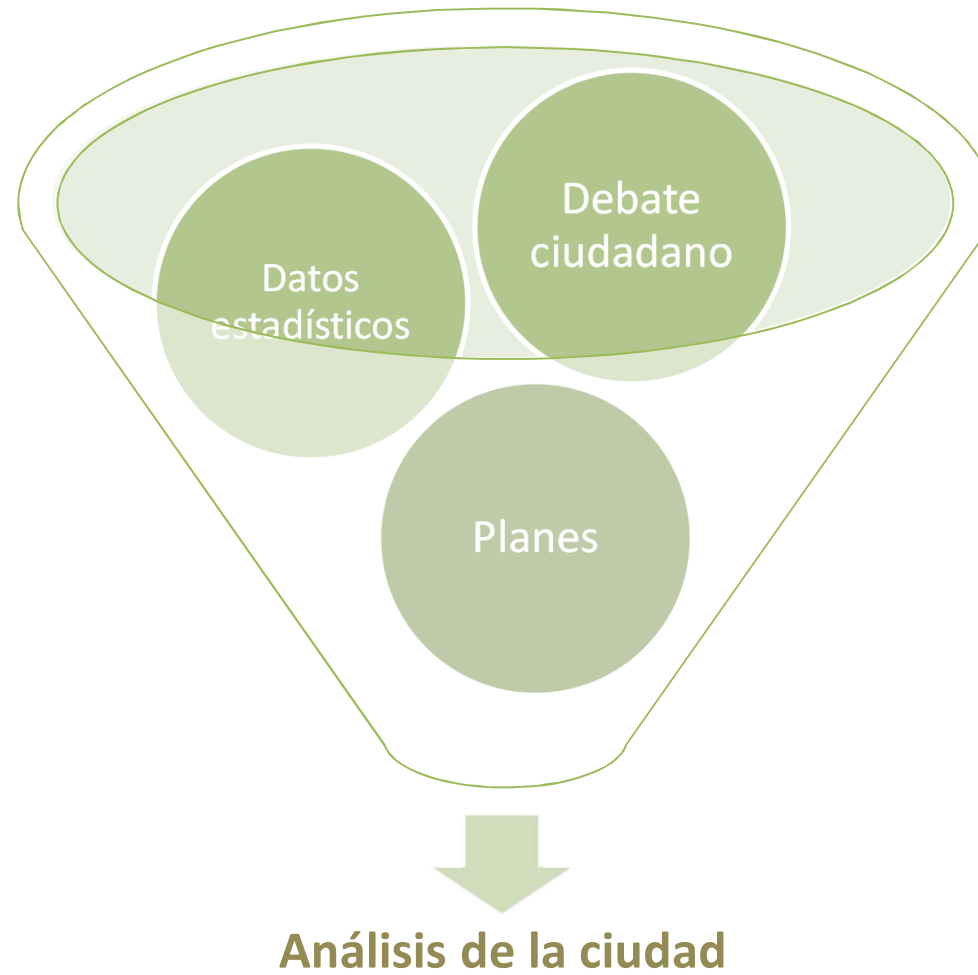 Debate
ciudadano
Datos
estadísticos
Planes
Análisis de la ciudad